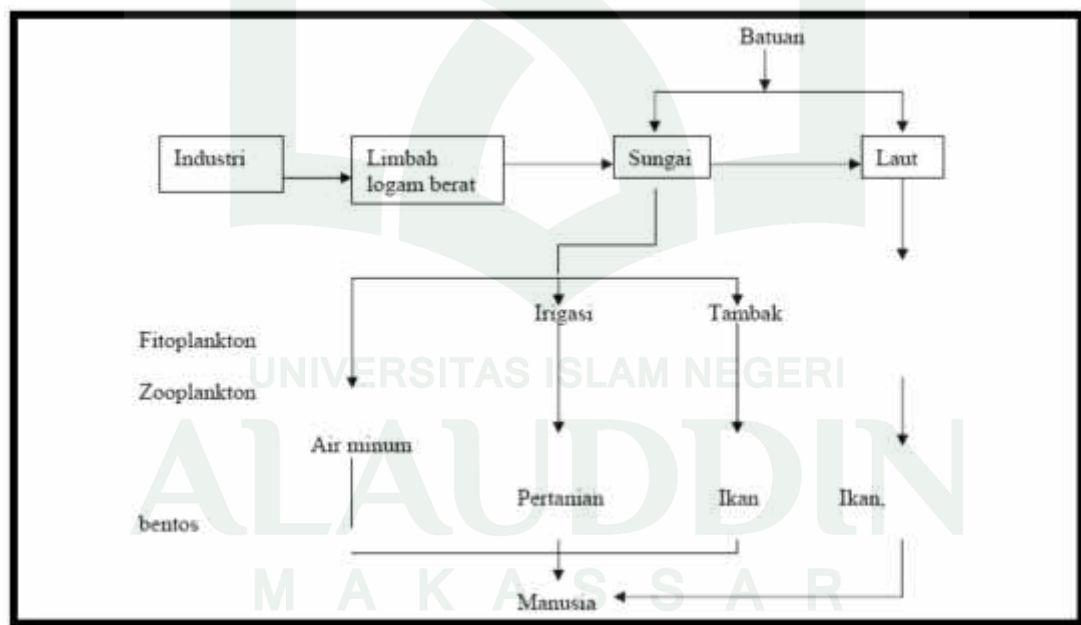 Batuan
Industri
Limbah
logam berat
Sungai
Laut
Irigasi
Tambak
Fitoplankton
UNIVERSITAS ISLAM NEGERI
Zooplankton
ALAUDDIN
Air minum
Pertanian
Ikan
Ikan,
bentos
MAKASSAR
Manusia